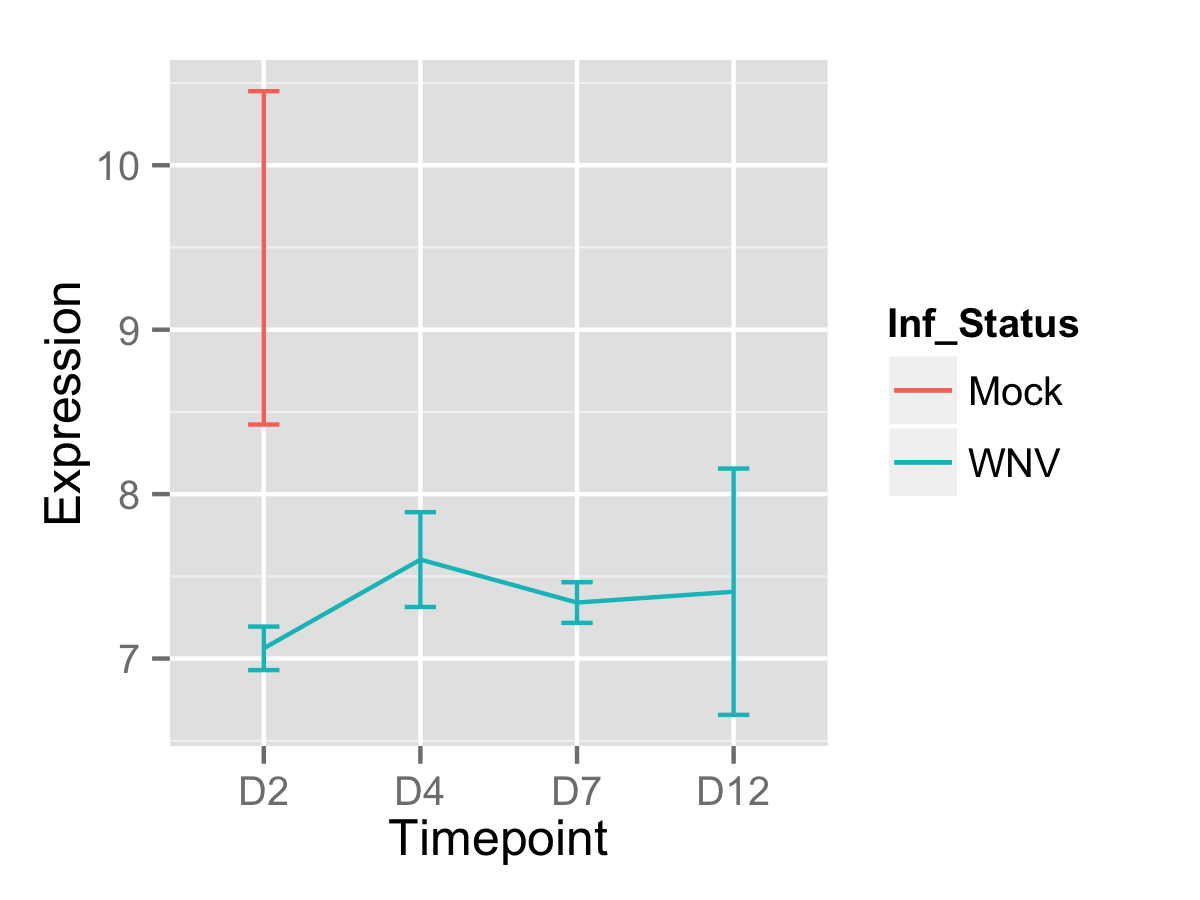 10
9
8
7
Expression
D2 D4 D7 D12
Timepoint
Inf_Status
Mock
WNV